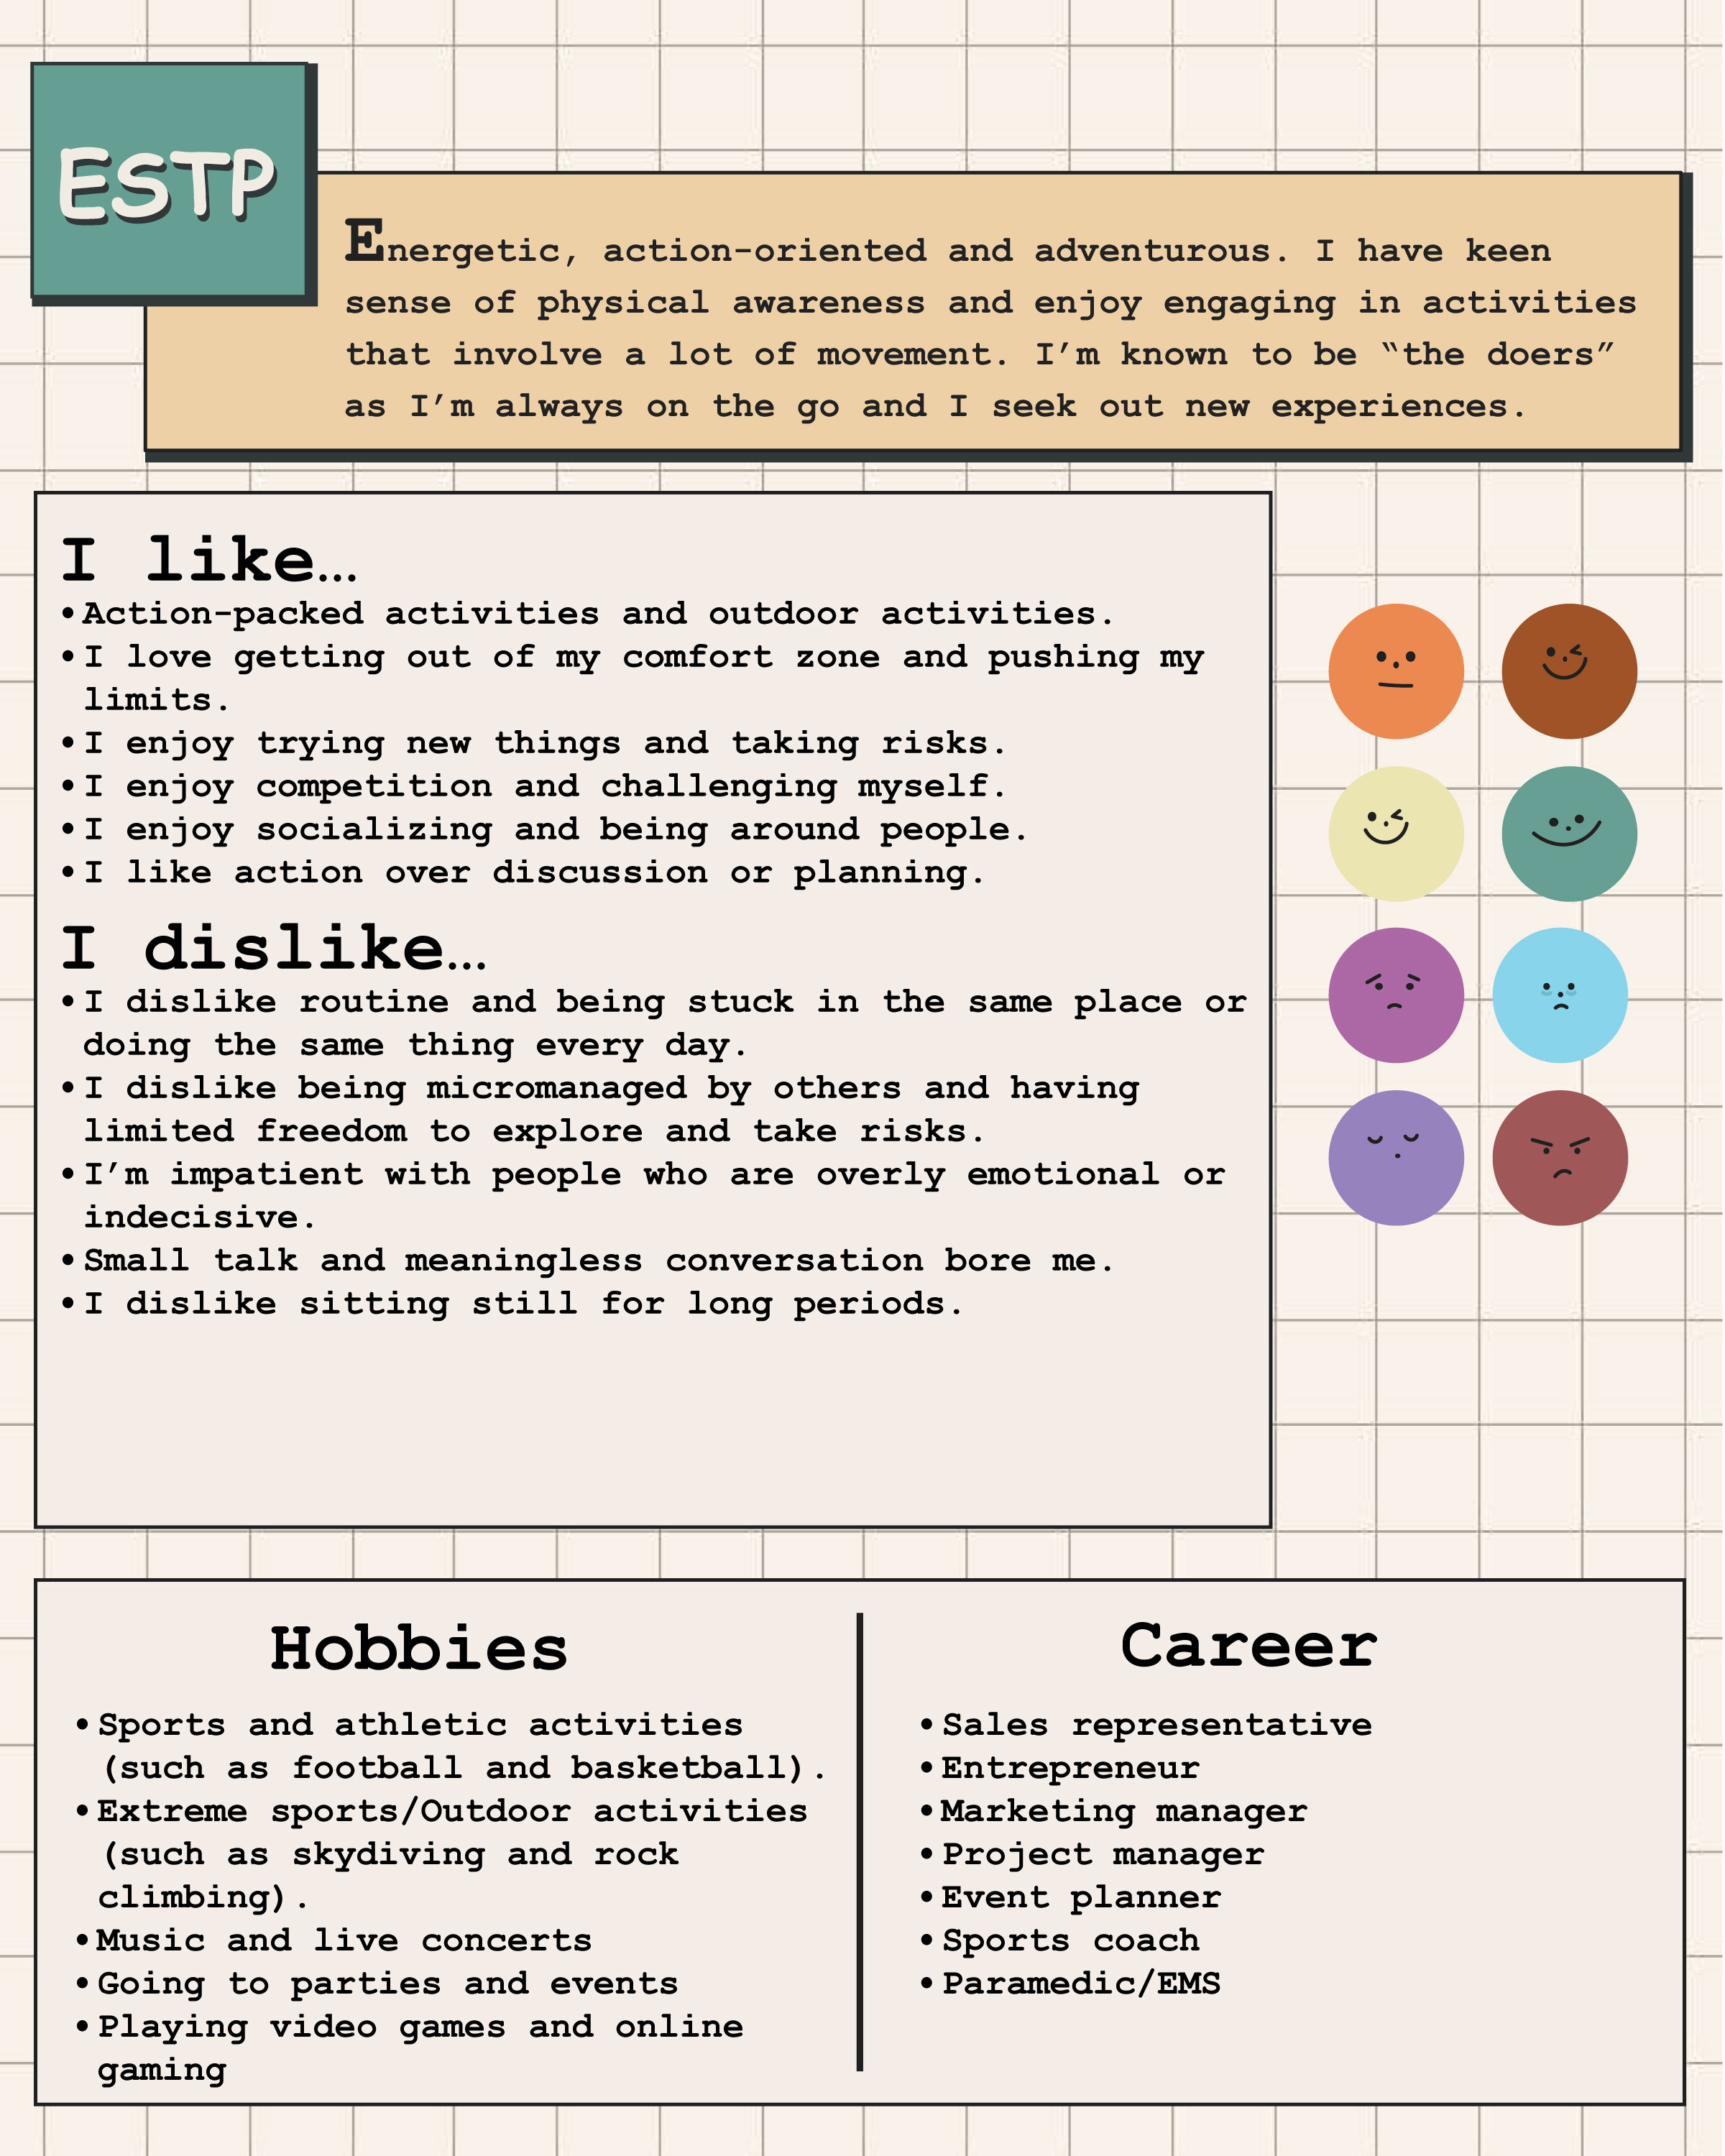 ESTP
Energetic, action-oriented and adventurous. I have keen
sense of physical awareness and enjoy engaging in activities
that involve a lot of movement. I’m known to be “the doers”
as I’m always on the go and I seek out new experiences.
I like…
•Action-packed activities and outdoor activities.
•I love getting out of my comfort zone and pushing my
limits.
•I enjoy trying new things and taking risks.
•I enjoy competition and challenging myself.
•I enjoy socializing and being around people.
•I like action over discussion or planning.
I dislike…
•I dislike routine and being stuck in the same place or
doing the same thing every day.
•I dislike being micromanaged by others and having
limited freedom to explore and take risks.
•I’m impatient with people who are overly emotional or
indecisive.
•Small talk and meaningless conversation bore me.
•I dislike sitting still for long periods.
Hobbies
•Sports and athletic activities
(such as football and basketball).
•Extreme sports/Outdoor activities
(such as skydiving and rock
climbing).
•Music and live concerts
•Going to parties and events
•Playing video games and online
gaming
Career
•Sales representative
•Entrepreneur
•Marketing manager
•Project manager
•Event planner
•Sports coach
•Paramedic/EMS